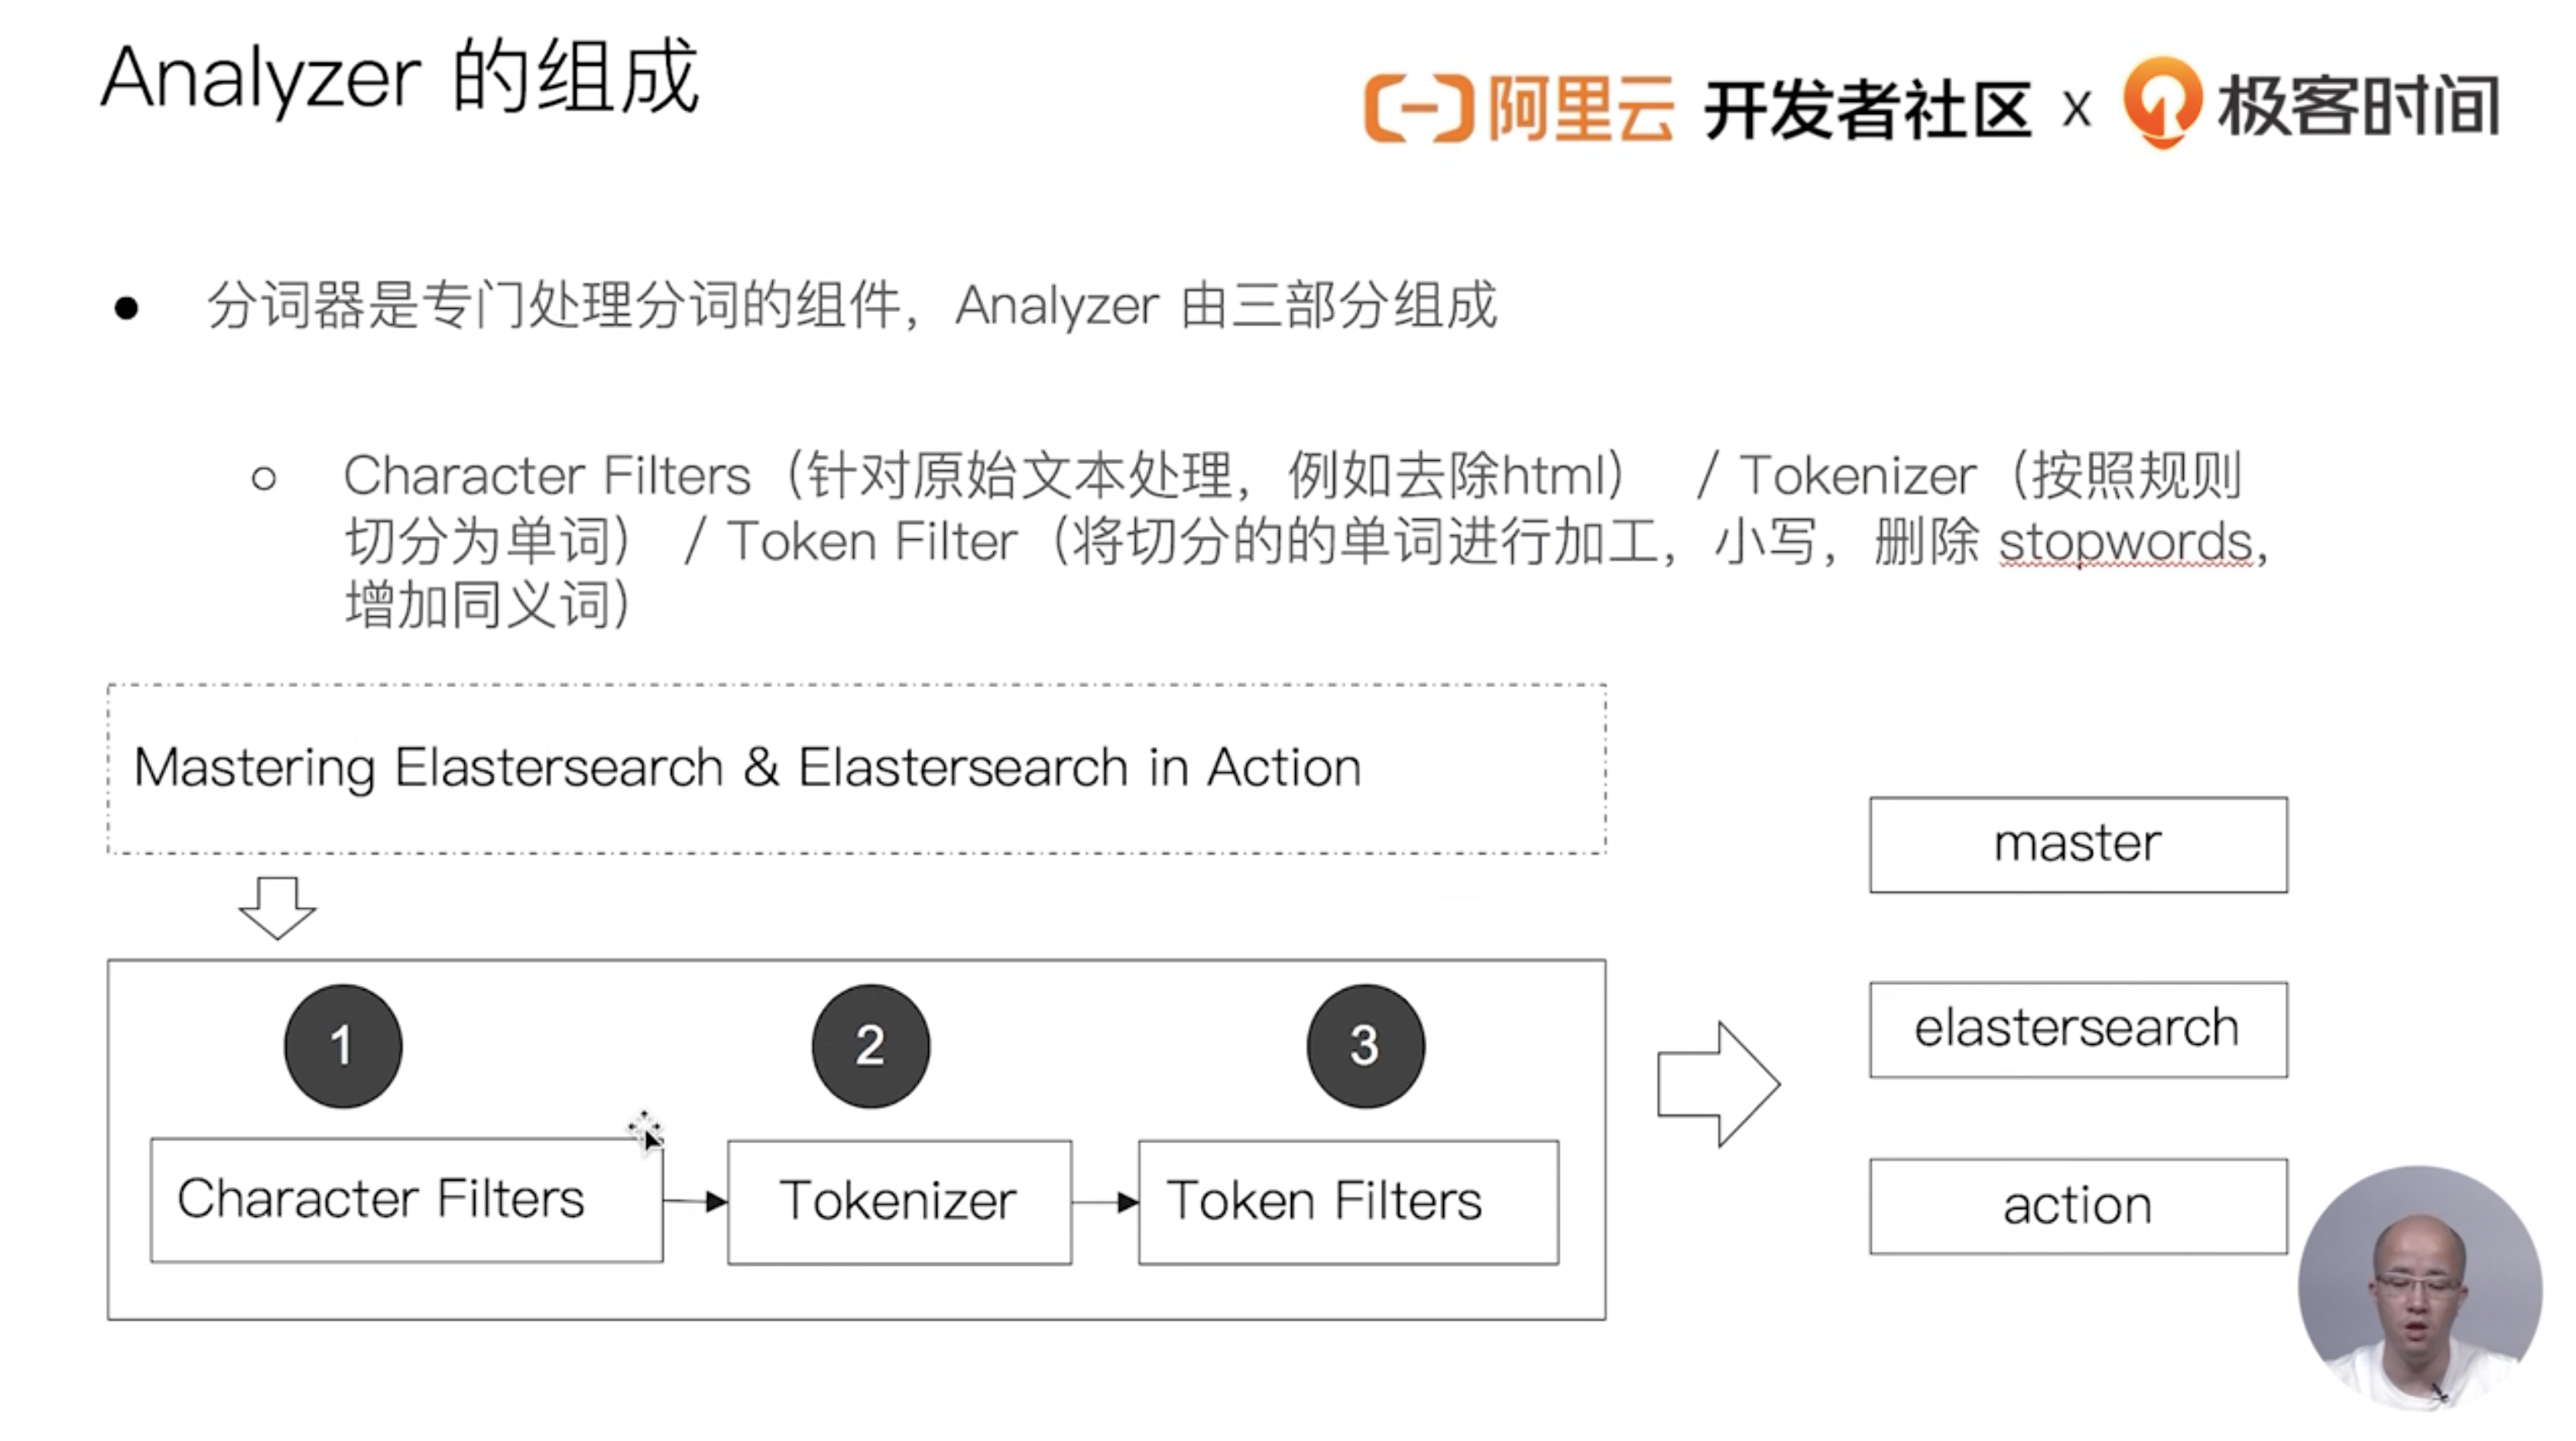 Analyzer 的组成
阿里云 开发者社区 x 极客时间
● 分词器是专门处理分词的组件，Analyzer 由三部分组成
○ Character Filters（针对原始文本处理，例如去除html） / Tokenizer（按照规则
切分为单词） / Token Filter（将切分的的单词进行加工，小写，删除 stopwords,
增加同义词）
Mastering Elastersearch & Elastersearch in Action
master
elastersearch
action
1
2
3
Character Filters
Tokenizer
Token Filters